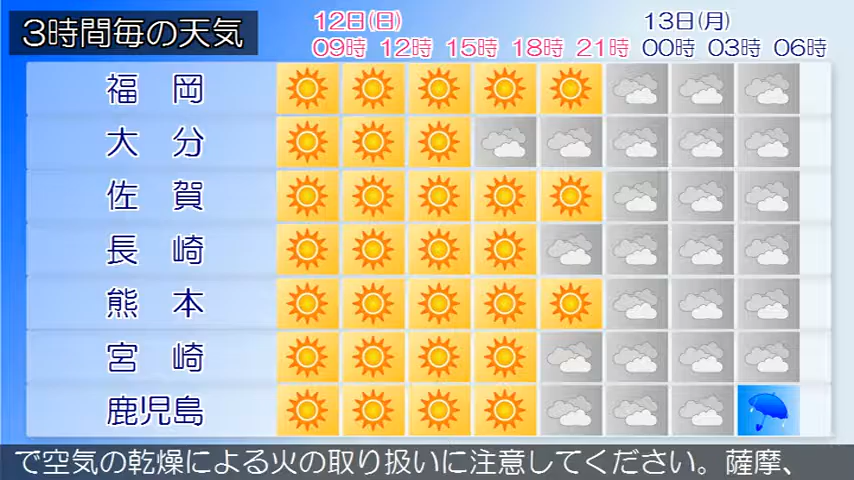 3時間毎の天気
12日(日) 13日(月)
09時 12時 15時 18時 21時 00時 03時 06時
福岡
大分
佐賀
長崎
熊本
宮崎
鹿児島
で空気の乾燥による火の取り扱いに注意してください。薩摩、